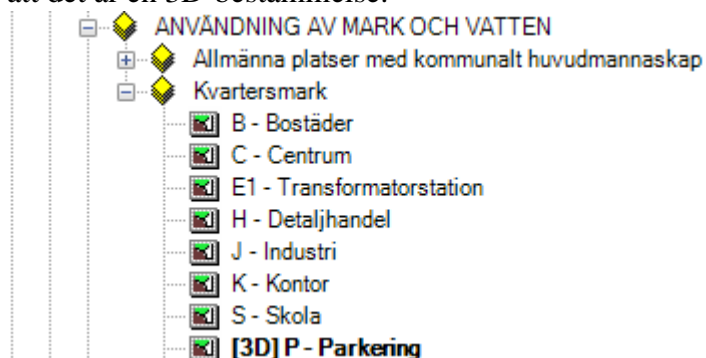 att det är en 3D-bestämmelse.
ANVÄNDNING AV MARK OCH VATTEN
Allmänna platser med kommunalt huvudmannaskap
Kvartersmark
B - Bostäder
C - Centrum
E1 - Transformatorstation
H - Detaljhandel
J - Industri
K - Kontor
S - Skola
[3D] P - Parkering